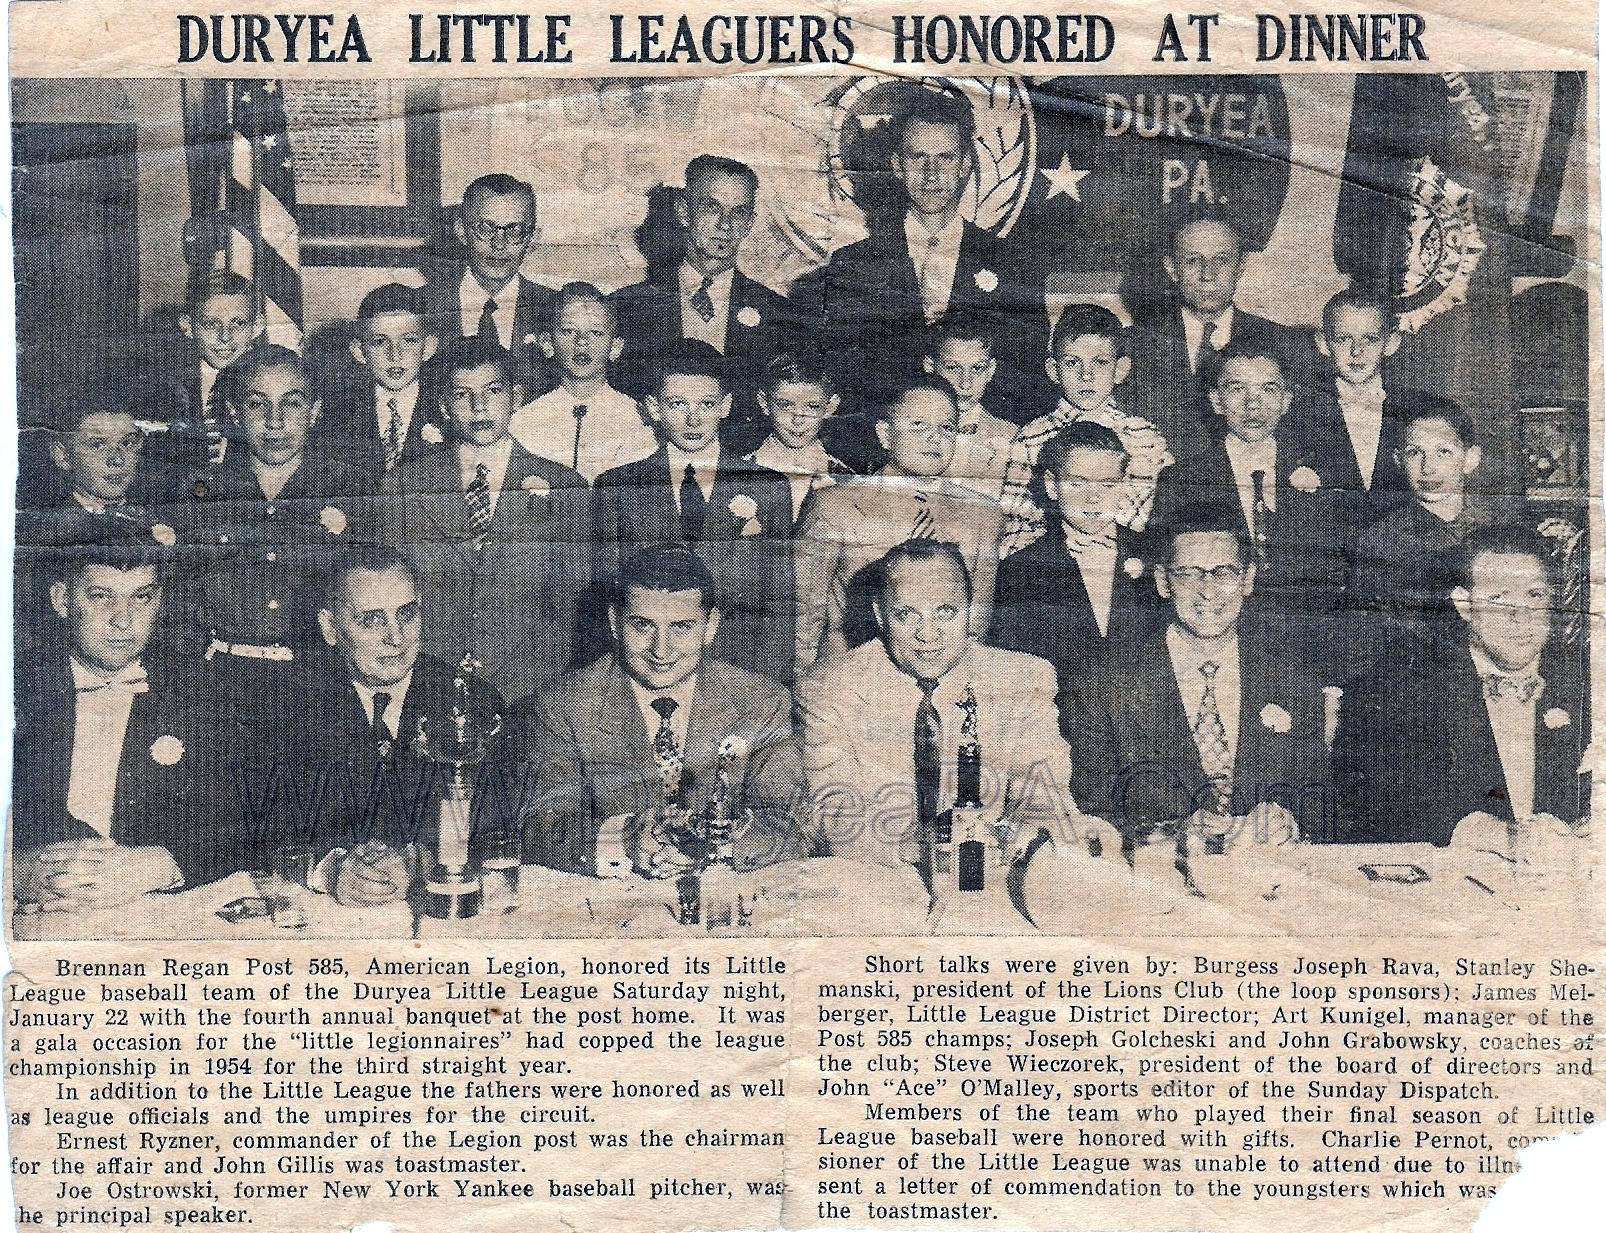 DURYEA LITTLE LEAGUERS HONORED AT DINNER
POST
585
DURYEA
PA.
www.DuryeaPA.Com
Brennan Regan Post 585, American Legion, honored its Little
League baseball team of the Duryea Little League Saturday night,
January 22 with the fourth annual banquet at the post home. It was
a gala occasion for the "little legionnaires" had copped the league
championship in 1954 for the third straight year.
In addition to the Little League the fathers were honored as well
as league officials and the umpires for the circuit.
Ernest Ryzner, commander of the Legion post was the chairman
for the affair and John Gillis was toastmaster.
Joe Ostrowski, former New York Yankee baseball pitcher, was
he principal speaker.
Short talks were given by: Burgess Joseph Rava, Stanley She-
manski, president of the Lions Club (the loop sponsors); James Mel-
berger, Little League District Director; Art Kunigel, manager of the
Post 585 champs; Joseph Golcheski and John Grabowsky, coaches of
the club; Steve Wieczorek, president of the board of directors and
John "Ace" O'Malley, sports editor of the Sunday Dispatch.
Members of the team who played their final season of Little
League baseball were honored with gifts. Charlie Pernot,
sioner of the Little League was unable to attend due to
sent a letter of commendation to the youngsters which was
the toastmaster.